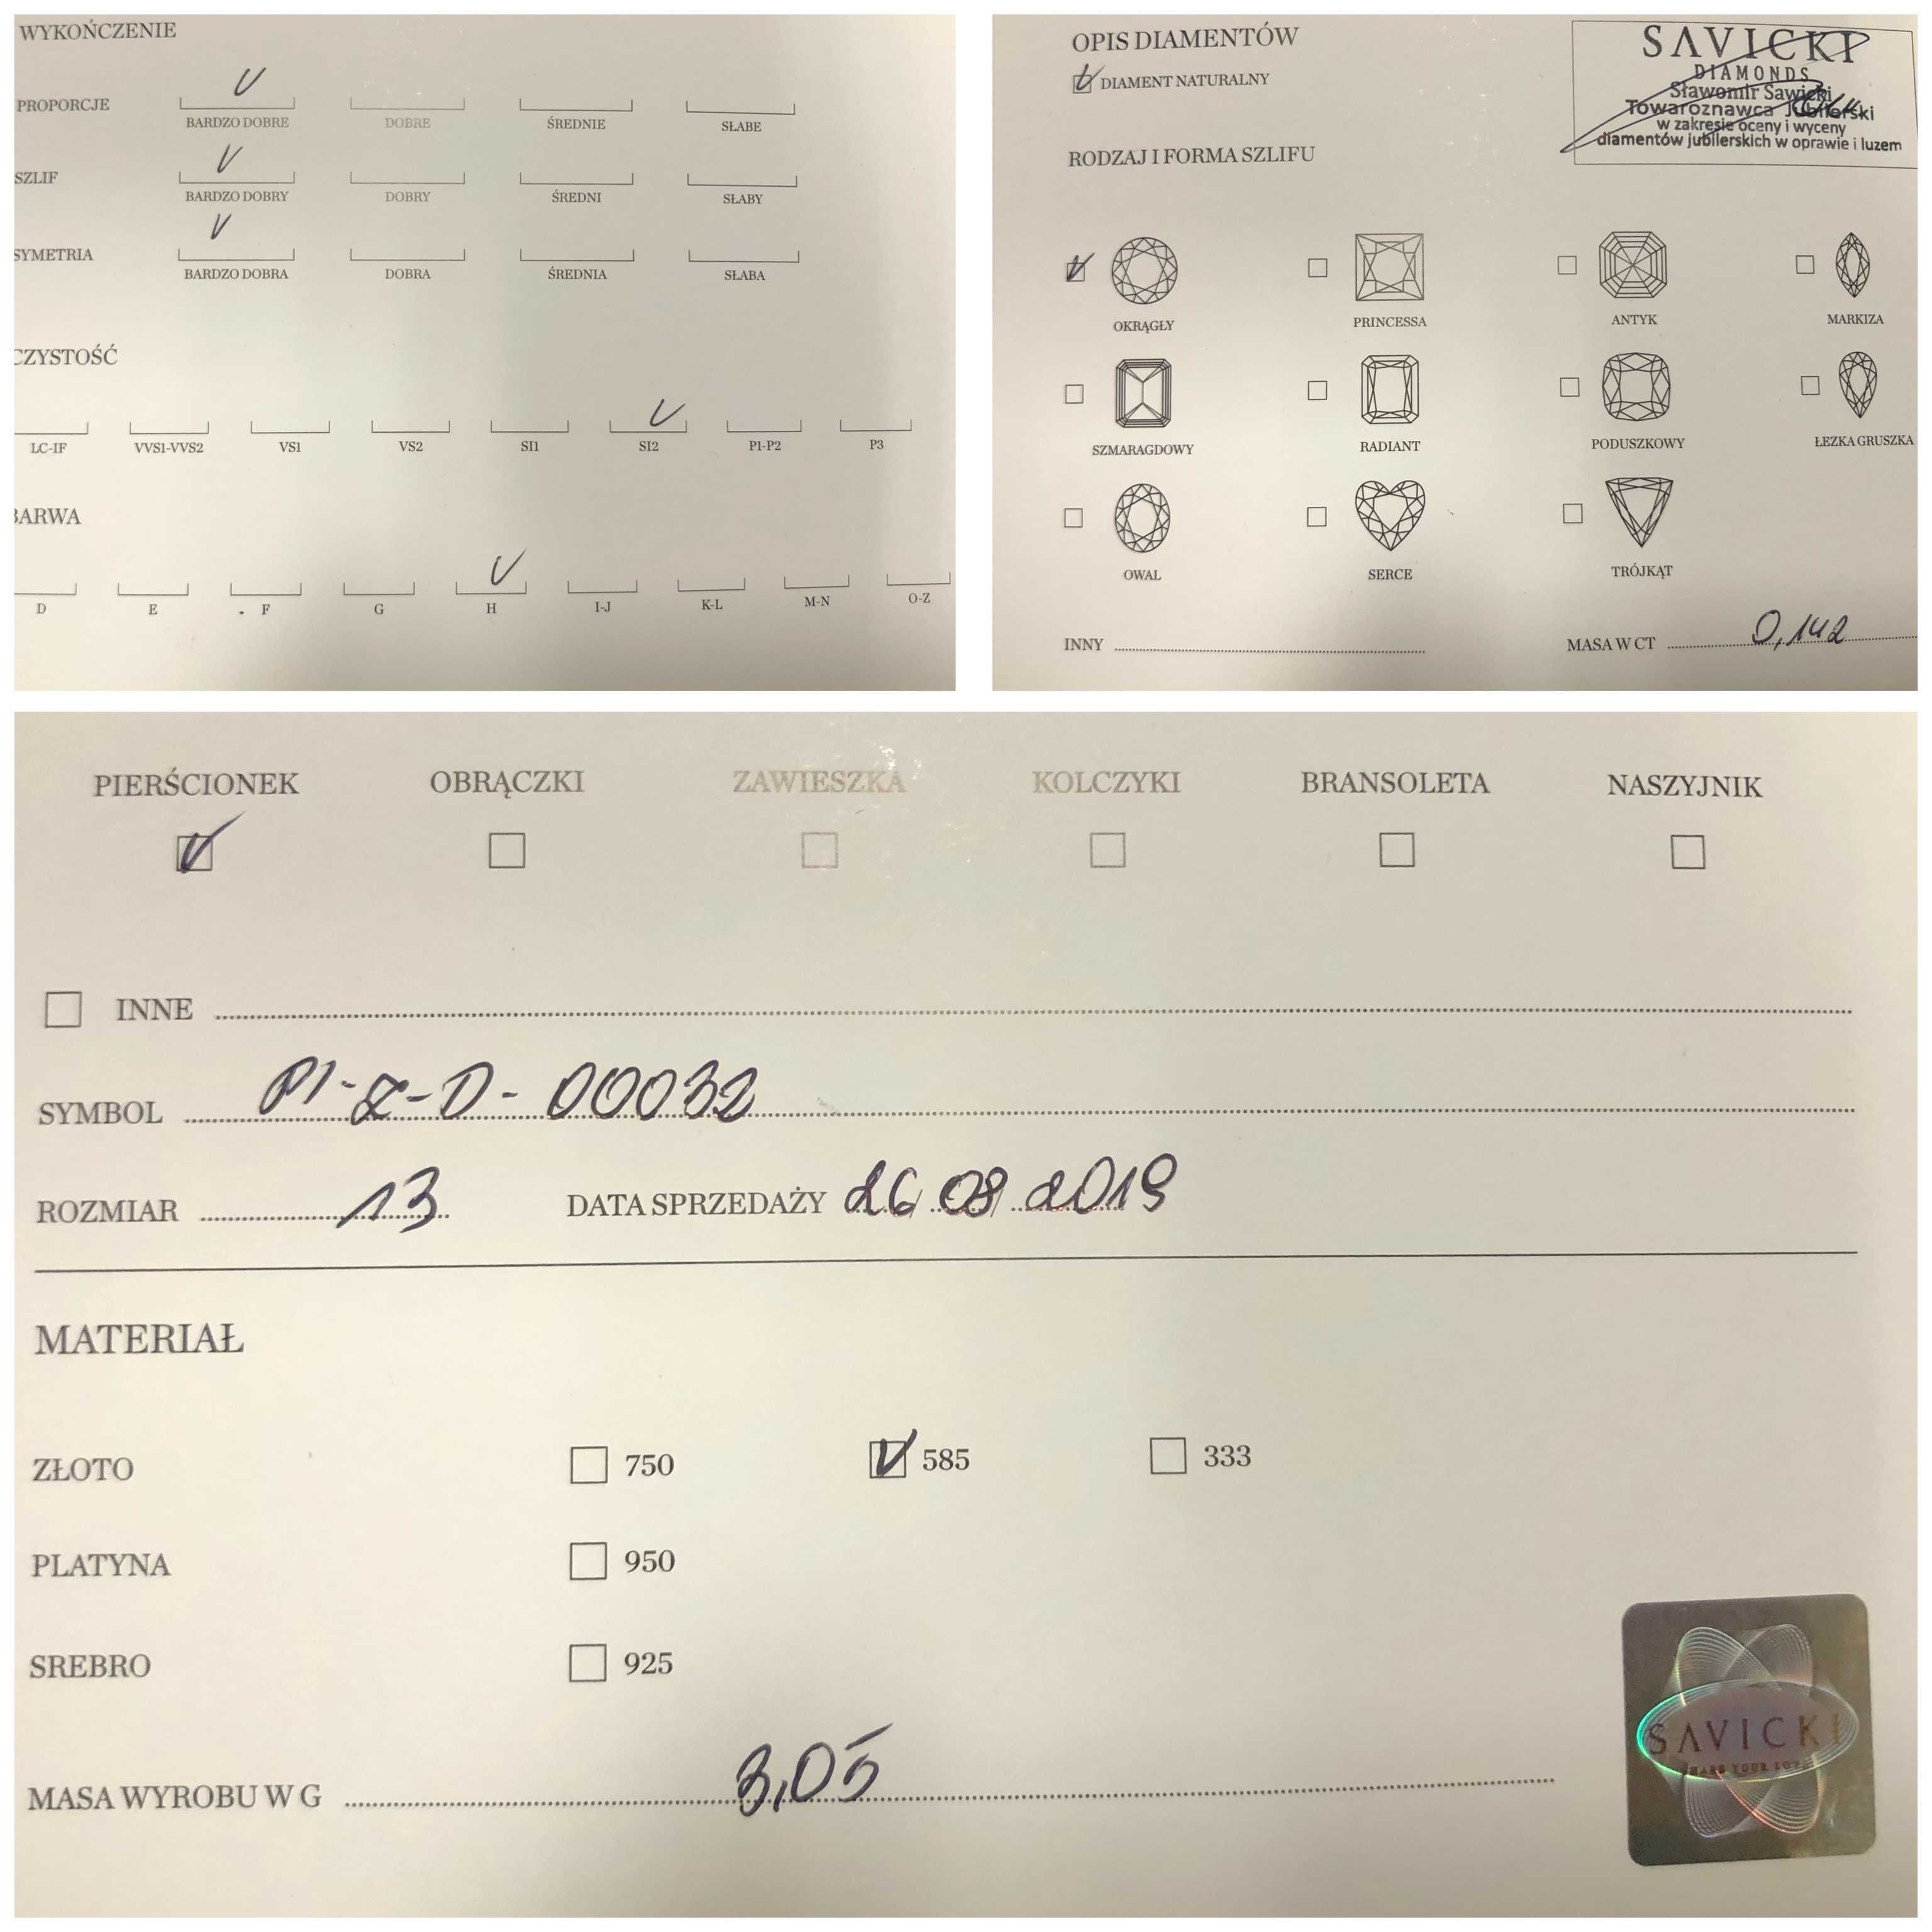 WYKOŃCZENIE
PROPORCJE
BARDZO DOBRE DOBRE ŚREDNIE SŁABE
SZLIF
BARDZO DOBRY DOBRY ŚREDNI SŁABY
SYMETRIA
BARDZO DOBRA DOBRA ŚREDNIA SŁABA
CZYSTOŚĆ
LC-IF VVS1-VVS2 VS1 VS2 SI1 SI2 P1-P2 P3
BARWA
D E F G H I-J K-L M-N O-Z
OPIS DIAMENTÓW
DIAMENT NATURALNY
SAVICKI
DIAMONDS
Sławomir Sawicki
Towaroznawca Jubilerski
w zakresie oceny i wyceny
diamentów jubilerskich w oprawie i luzem
RODZAJ I FORMA SZLIFU
OKRĄGŁY PRINCESSA ANTYK MARKIZA
SZMARAGDOWY RADIANT PODUSZKOWY ŁEZKA GRUSZKA
OWAL SERCE TRÓJKĄT
INNY MASA W CT 0,142
PIERŚCIONEK OBRĄCZKI ZAWIESZKA KOLCZYKI BRANSOLETA NASZYJNIK
INNE
SYMBOL PI-Z-D-00032
ROZMIAR 13 DATA SPRZEDAŻY 26/08/2019
MATERIAŁ
ZŁOTO 750 585 333
PLATYNA 950
SREBRO 925
MASA WYROBU W G 3,05
SAVICKI
SHARE YOUR LOVE